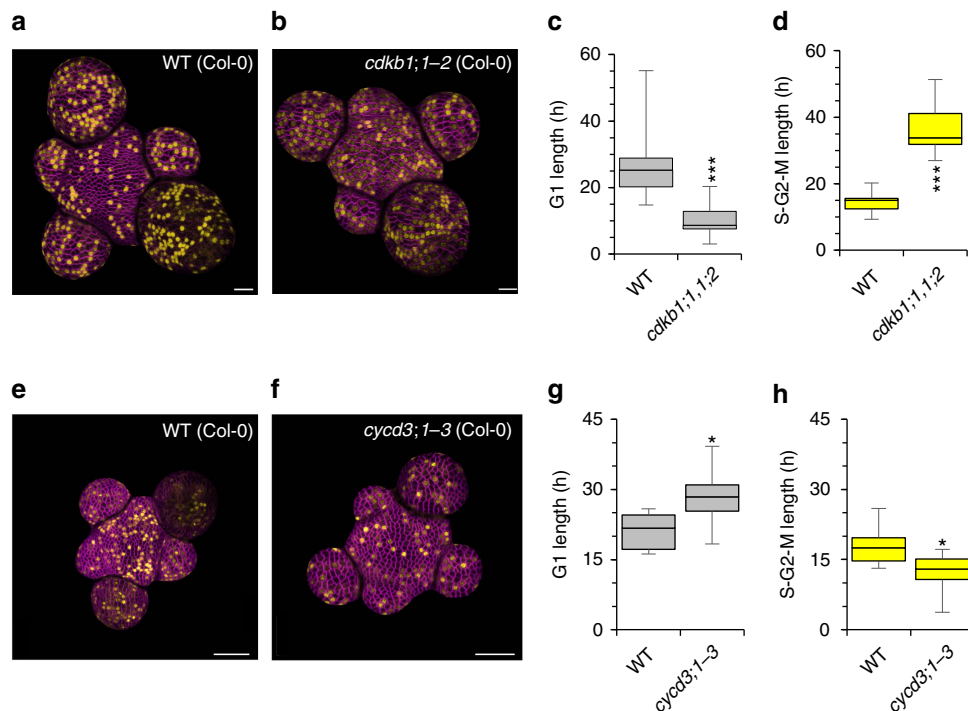 a
WT (Col-0)
b
cdkb1;1–2 (Col-0)
c
G1 length (h)
60
40
20
0
***
WT
cdkb1;1,1;2
d
S-G2-M length (h)
60
40
20
0
***
WT
cdkb1;1,1;2
e
WT (Col-0)
f
cycd3;1–3 (Col-0)
g
G1 length (h)
45
30
15
0
*
WT
cycd3;1–3
h
S-G2-M length (h)
45
30
15
0
*
WT
cycd3;1–3